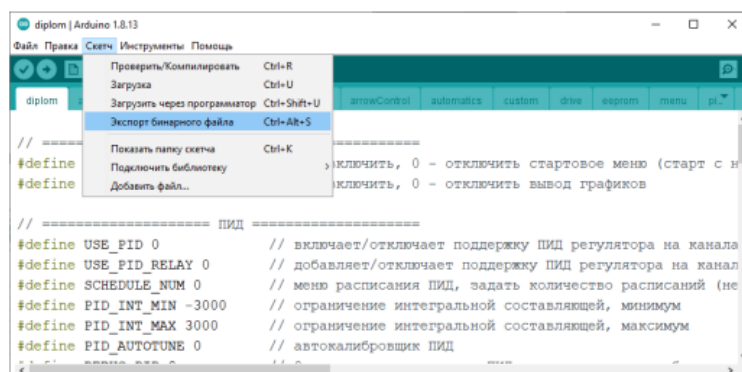 diplom | Arduino 1.8.13
Файл Правка Скетч Инструменты Помощь
Проверить/Компилировать Ctrl+R
Загрузка Ctrl+U
Загрузить через программатор Ctrl+Shift+U
Экспорт бинарного файла Ctrl+Alt+S
Показать папку скетча Ctrl+K
Подключить библиотеку
Добавить файл...
diplom arrowControl automatics custom drive eeprom menu pi
// ==
#define ключить, 0 - отключить стартовое меню (старт с н
#define ключить, 0 - отключить вывод графиков
// ==================== ПИД ====================
#define USE_PID 0 // включает/отключает поддержку ПИД регулятора на канала
#define USE_PID_RELAY 0 // добавляет/отключает поддержку ПИД регулятора на канал
#define SCHEDULE_NUM 0 // меню расписания ПИД, задать количество расписаний (не
#define PID_INT_MIN -3000 // ограничение интегральной составляющей, минимум
#define PID_INT_MAX 3000 // ограничение интегральной составляющей, максимум
#define PID_AUTOTUNE 0 // автокалибровщик ПИД